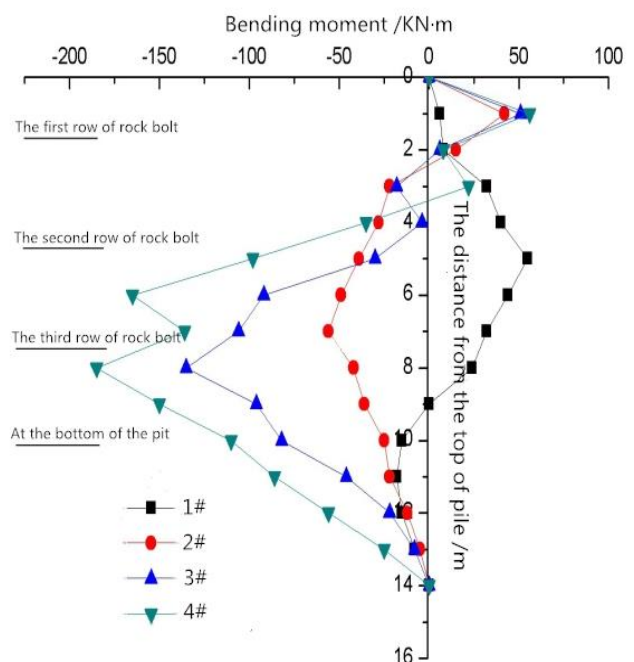 Bending moment /KN·m
-200 -150 -100 -50 0 50 100
0
The first row of rock bolt
2
4
The second row of rock bolt
6
The third row of rock bolt
8
At the bottom of the pit
10
12
14
16
The distance from the top of pile /m
1#
2#
3#
4#